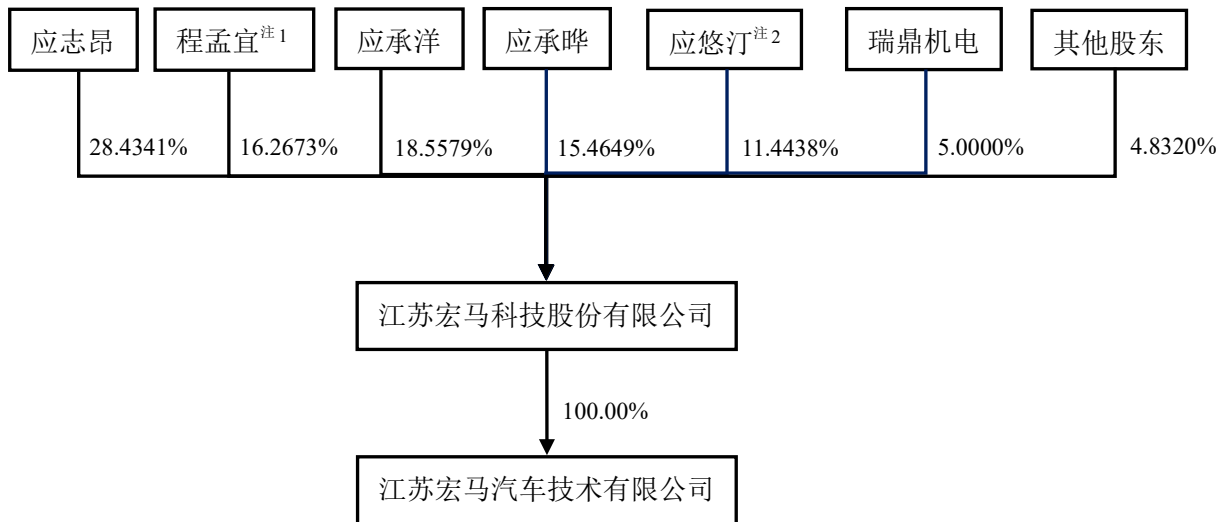 应志昂
程孟宜注1
应承洋
应承晔
应悠汀注2
瑞鼎机电
其他股东
28.4341%
16.2673%
18.5579%
15.4649%
11.4438%
5.0000%
4.8320%
江苏宏马科技股份有限公司
100.00%
江苏宏马汽车技术有限公司